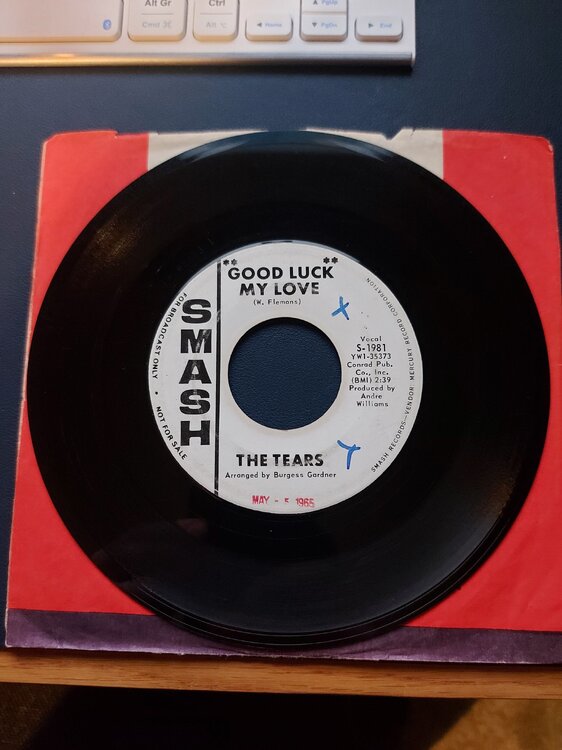 Alt Gr
Cmd ⌘
Ctrl
Alt ⌥
◄ Home
▲ PgUp
▼ PgDn
► End
**GOOD LUCK**
MY LOVE
(W. Flemons)
SMASH
FOR BROADCAST ONLY • NOT FOR SALE
X
Vocal
S-1981
YW1-35373
Conrad Pub.
Co., Inc.
(BMI) 2:39
Produced by
Andre
Williams
SMASH RECORDS—VENDOR: MERCURY RECORD CORPORATION
THE TEARS
Y
Arranged by Burgess Gardner
MAY - 5 1965